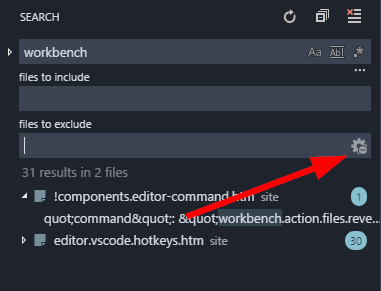 SEARCH
workbench Aa Ab| .*
...
files to include
files to exclude
31 results in 2 files
!components.editor-command.htm site 1
quot;command&quot;: &quot;workbench.action.files.reve...
editor.vscode.hotkeys.htm site 30